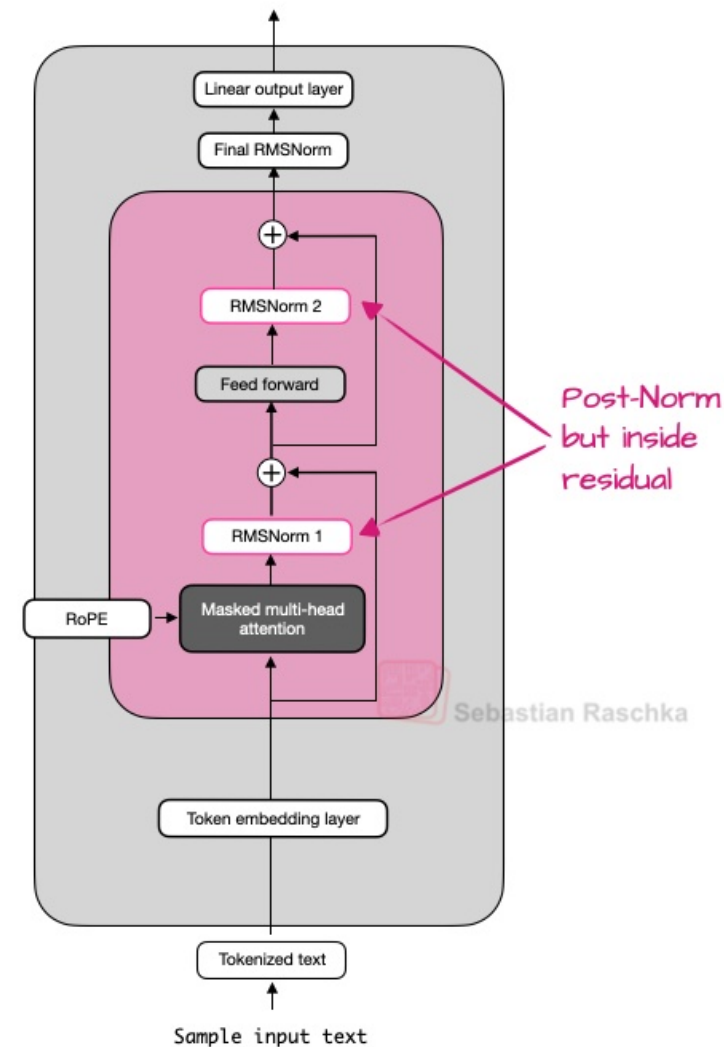 Linear output layer
Final RMSNorm
RMSNorm 2
Feed forward
Post-Norm
but inside
residual
RMSNorm 1
Masked multi-head
attention
RoPE
Sebastian Raschka
Token embedding layer
Tokenized text
Sample input text